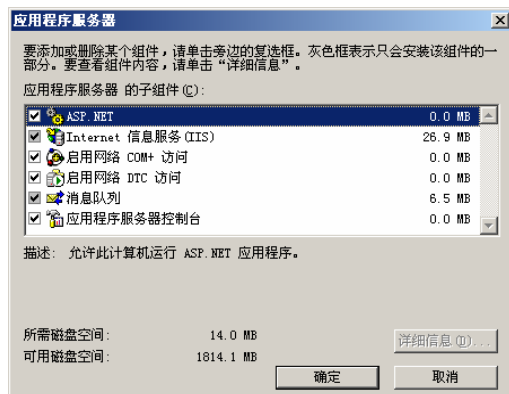 应用程序服务器
要添加或删除某个组件，请单击旁边的复选框。灰色框表示只会安装该组件的一
部分。要查看组件内容，请单击“详细信息”。
应用程序服务器 的子组件(C):
ASP.NET 0.0 MB
Internet 信息服务(IIS) 26.9 MB
启用网络 COM+ 访问 0.0 MB
启用网络 DTC 访问 0.0 MB
消息队列 6.5 MB
应用程序服务器控制台 0.0 MB
描述: 允许此计算机运行 ASP.NET 应用程序。
所需磁盘空间: 14.0 MB
详细信息(D)...
可用磁盘空间: 1814.1 MB
确定 取消